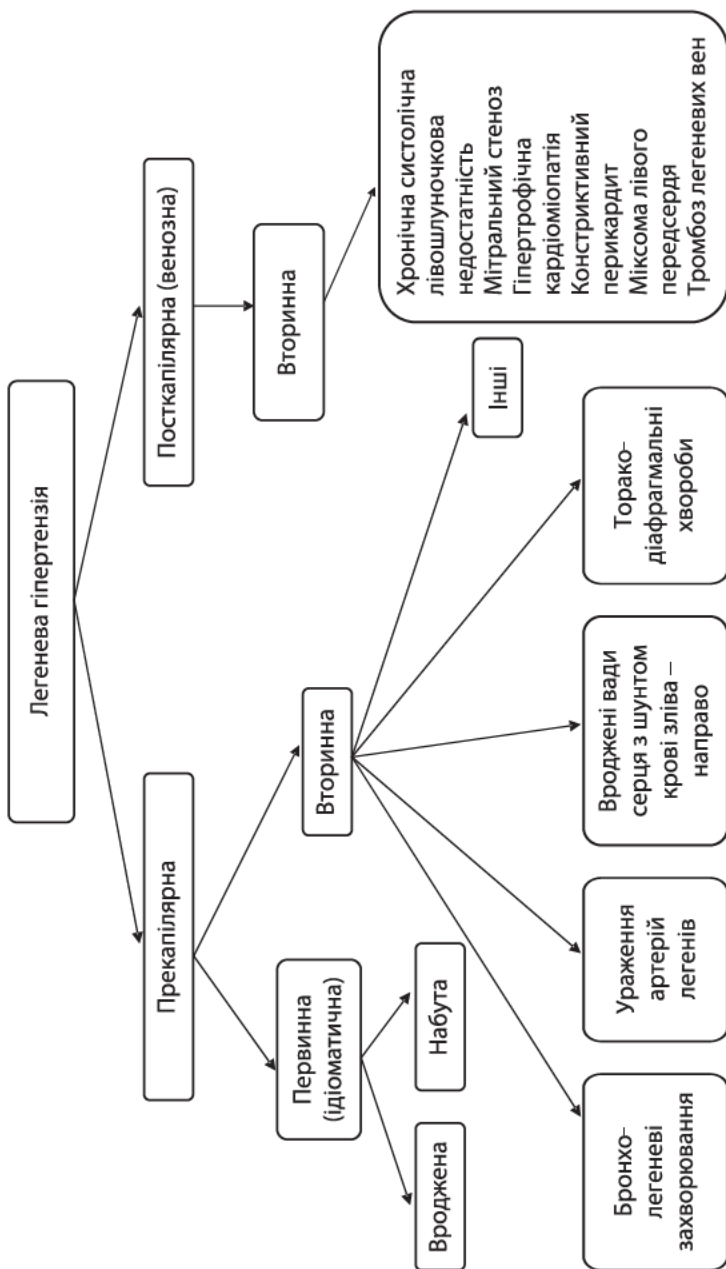 Легенева гіпертензія
Прекапілярна
Посткапілярна (венозна)
Первинна
(ідіоматична)
Вторинна
Вторинна
Вроджена
Набута
Інші
Хронічна систолічна
лівошлуночкова
недостатність
Мітральний стеноз
Гіпертрофічна
кардіоміопатія
Констриктивний
перикардит
Міксома лівого
передсердя
Тромбоз легеневих вен
Бронхо–
легеневі
захворювання
Ураження
артерій
легенів
Вроджені вади
серця з шунтом
крові зліва –
направо
Торако–
діафрагмальні
хвороби